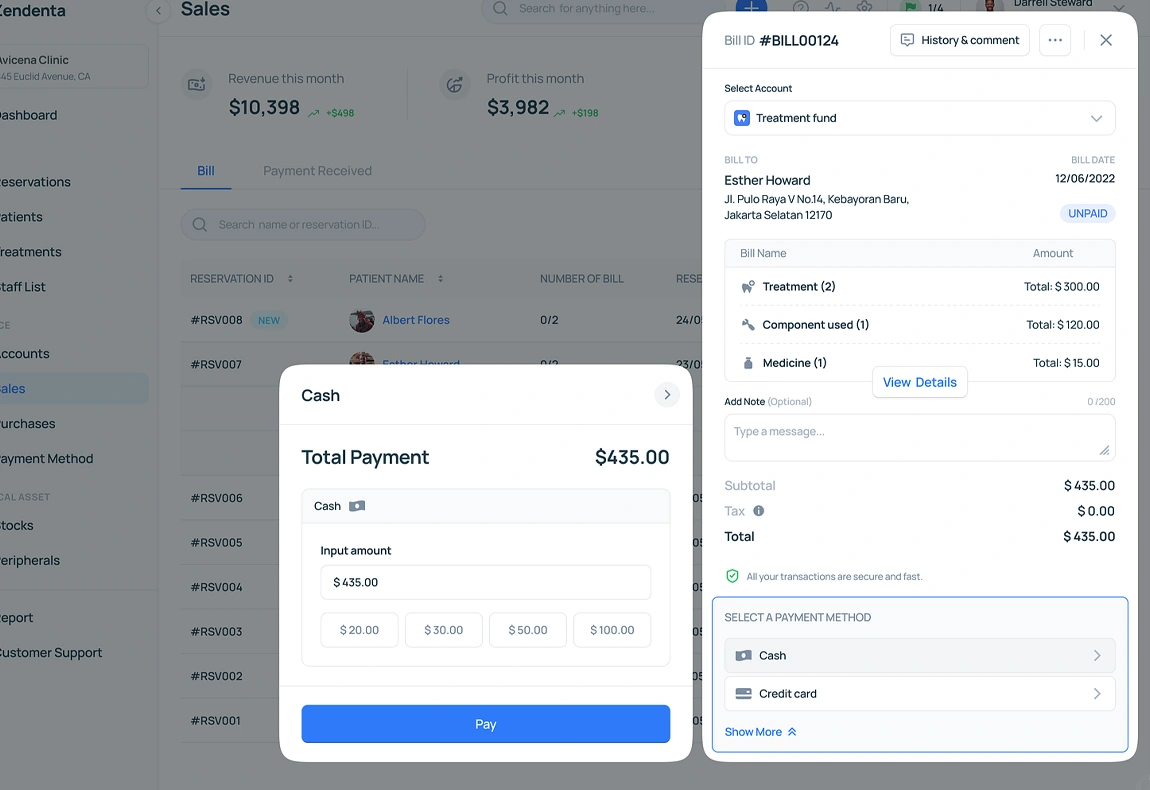 Zendenta
Sales
Search for anything here...
1/4
Darrell Steward
Avicena Clinic
845 Euclid Avenue, CA
Dashboard
Reservations
Patients
Treatments
Staff List
Accounts
Sales
Purchases
Payment Method
Stocks
Peripherals
Report
Customer Support
Revenue this month
$10,398
+$498
Profit this month
$3,982
+$198
Bill
Payment Received
Search name or reservation ID...
RESERVATION ID
PATIENT NAME
NUMBER OF BILL
#RSV008 NEW Albert Flores 0/2
#RSV007 Esther Howard 0/2
#RSV006
#RSV005
#RSV004
#RSV003
#RSV002
#RSV001
Cash
Total Payment $435.00
Cash
Input amount
$ 435.00
$ 20.00 $ 30.00 $ 50.00 $ 100.00
Pay
Bill ID #BILL00124
History & comment
Select Account
Treatment fund
BILL TO BILL DATE
Esther Howard 12/06/2022
Jl. Pulo Raya V No.14, Kebayoran Baru,
Jakarta Selatan 12170
UNPAID
Bill Name Amount
Treatment (2) Total: $ 300.00
Component used (1) Total: $ 120.00
Medicine (1) Total: $ 15.00
View Details
Add Note (Optional) 0 /200
Type a message...
Subtotal $ 435.00
Tax $ 0.00
Total $ 435.00
All your transactions are secure and fast.
SELECT A PAYMENT METHOD
Cash
Credit card
Show More